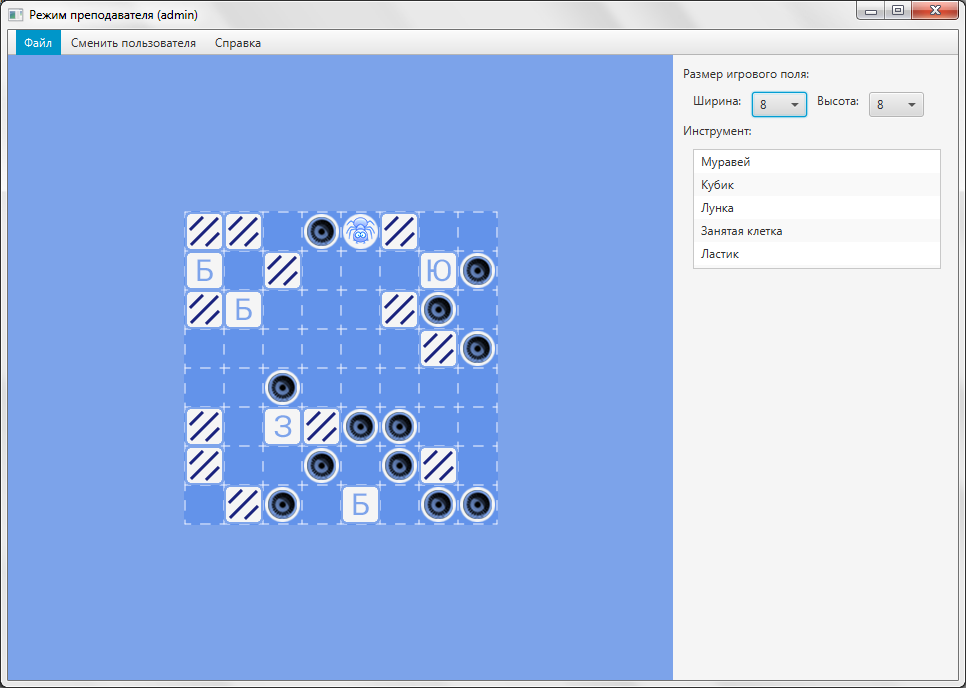 Режим преподавателя (admin)
Файл Сменить пользователя Справка
Размер игрового поля:
Ширина: 8 Высота: 8
Инструмент:
Муравей
Кубик
Лунка
Занятая клетка
Ластик
Б Ю
Б
З
Б